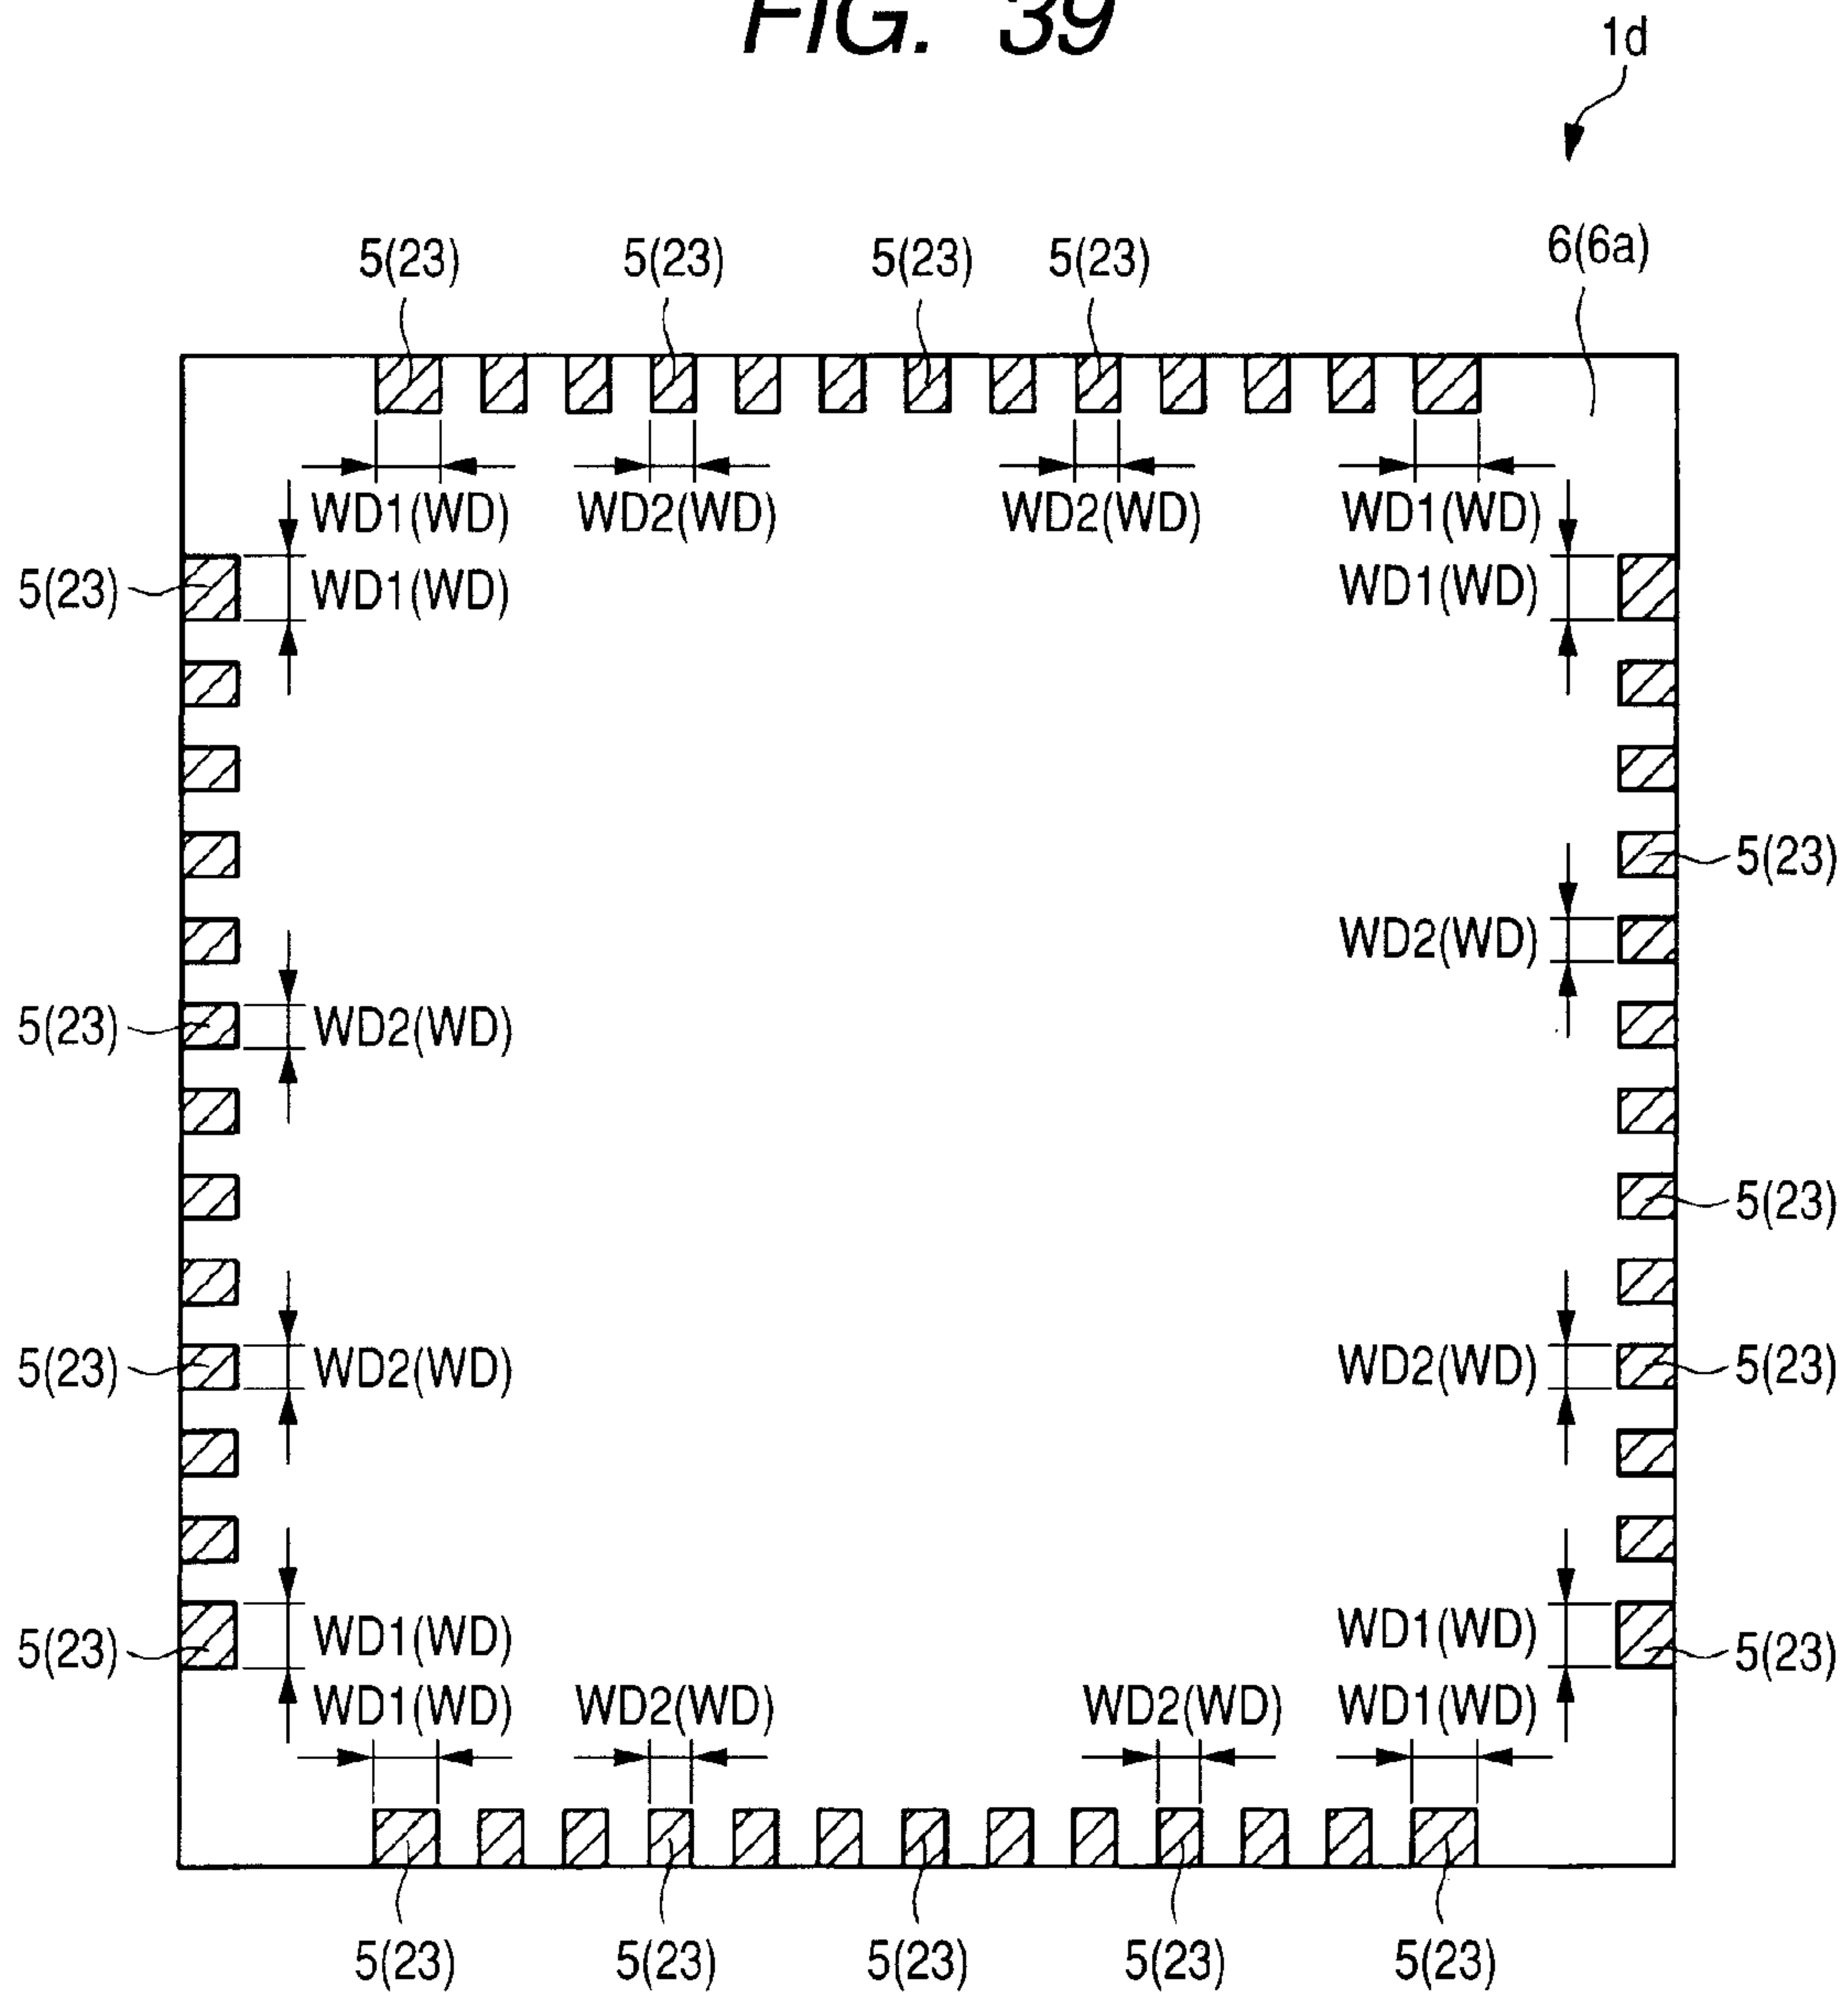 FIG. 39
1d
5(23) 5(23) 5(23) 5(23) 6(6a)
WD1(WD) WD2(WD) WD2(WD) WD1(WD)
5(23) WD1(WD) WD1(WD)
5(23)
WD2(WD)
5(23) WD2(WD)
5(23)
5(23) WD2(WD) WD2(WD) 5(23)
5(23) WD1(WD) WD1(WD) 5(23)
WD1(WD) WD2(WD) WD2(WD) WD1(WD)
5(23) 5(23) 5(23) 5(23) 5(23)